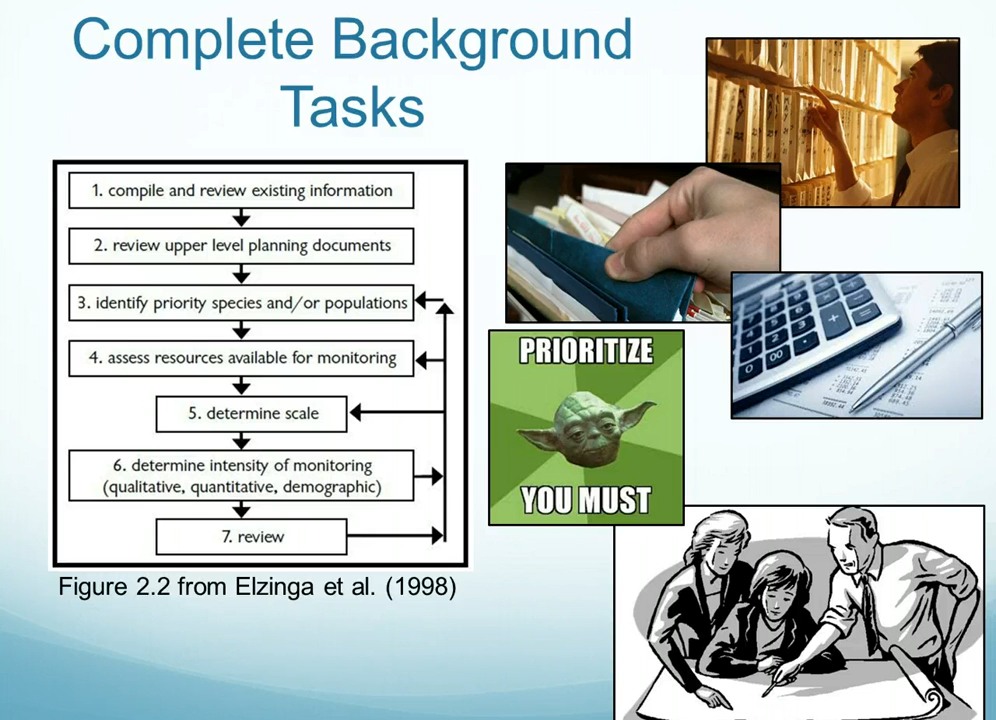 Complete Background
Tasks
1. compile and review existing information
2. review upper level planning documents
3. identify priority species and/or populations
4. assess resources available for monitoring
5. determine scale
6. determine intensity of monitoring
(qualitative, quantitative, demographic)
7. review
Figure 2.2 from Elzinga et al. (1998)
PRIORITIZE
YOU MUST